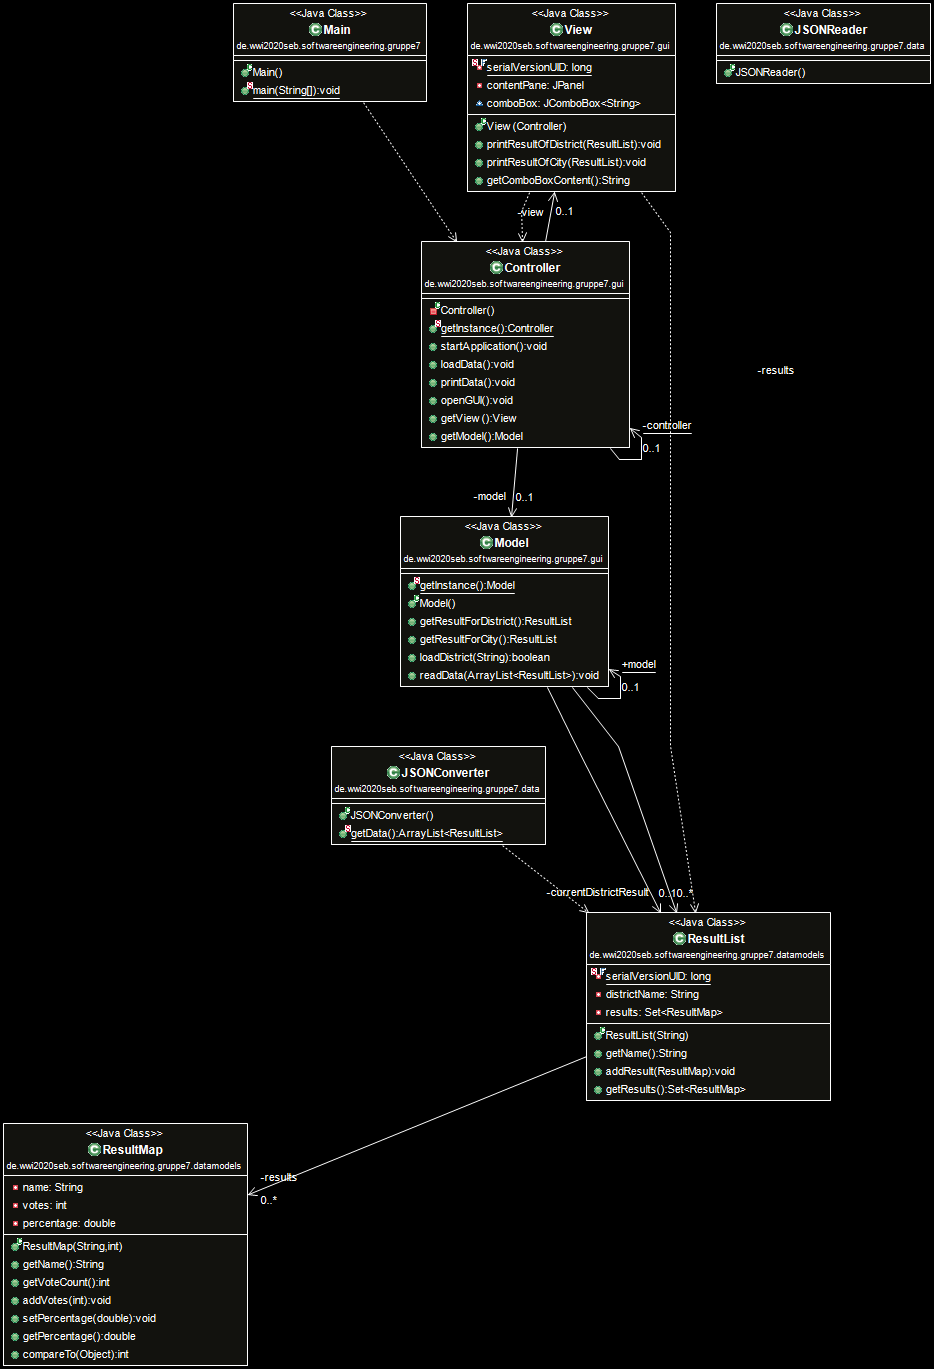 <<Java Class>>
Main
de.wwi2020seb.softwareengineering.gruppe7
Main()
main(String[]):void
<<Java Class>>
View
de.wwi2020seb.softwareengineering.gruppe7.gui
serialVersionUID: long
contentPane: JPanel
comboBox: JComboBox<String>
View (Controller)
printResultOfDistrict(ResultList):void
printResultOfCity(ResultList):void
getComboBoxContent():String
<<Java Class>>
JSONReader
de.wwi2020seb.softwareengineering.gruppe7.data
JSONReader()
-view
0..1
<<Java Class>>
Controller
de.wwi2020seb.softwareengineering.gruppe7.gui
Controller()
getInstance():Controller
startApplication():void
loadData():void
printData():void
openGUI():void
getView ():View
getModel():Model
-results
-controller
0..1
-model
0..1
<<Java Class>>
Model
de.wwi2020seb.softwareengineering.gruppe7.gui
getInstance():Model
Model()
getResultForDistrict():ResultList
getResultForCity():ResultList
loadDistrict(String):boolean
readData(ArrayList<ResultList>):void
+model
0..1
<<Java Class>>
JSONConverter
de.wwi2020seb.softwareengineering.gruppe7.data
JSONConverter()
getData():ArrayList<ResultList>
-currentDistrictResult
0..1
0..*
<<Java Class>>
ResultList
de.wwi2020seb.softwareengineering.gruppe7.datamodels
serialVersionUID: long
districtName: String
results: Set<ResultMap>
ResultList(String)
getName():String
addResult(ResultMap):void
getResults():Set<ResultMap>
-results
0..*
<<Java Class>>
ResultMap
de.wwi2020seb.softwareengineering.gruppe7.datamodels
name: String
votes: int
percentage: double
ResultMap(String,int)
getName():String
getVoteCount():int
addVotes(int):void
setPercentage(double):void
getPercentage():double
compareTo(Object):int